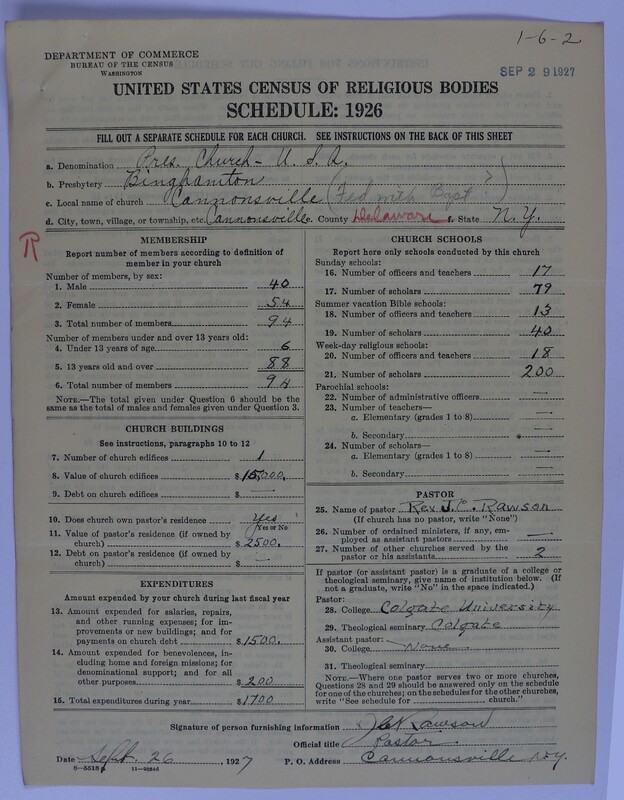 1-6-2
SEP 29 1927
DEPARTMENT OF COMMERCE
BUREAU OF THE CENSUS
WASHINGTON
UNITED STATES CENSUS OF RELIGIOUS BODIES
SCHEDULE: 1926
FILL OUT A SEPARATE SCHEDULE FOR EACH CHURCH. SEE INSTRUCTIONS ON THE BACK OF THIS SHEET
a. Denomination Pres. Church - U. S. A.
b. Presbytery Binghamton
c. Local name of church Cannonsville (Fed with Bapt ?)
d. City, town, village, or township, etc. Cannonsville e. County Delaware f. State N. Y.
R
MEMBERSHIP
Report number of members according to definition of
member in your church
Number of members, by sex:
1. Male 40
2. Female 54
3. Total number of members 94
Number of members under and over 13 years old:
4. Under 13 years of age 6
5. 13 years old and over 88
6. Total number of members 94
NOTE.—The total given under Question 6 should be
same as the total of males and females given under Question 3.
CHURCH BUILDINGS
See instructions, paragraphs 10 to 12
7. Number of church edifices 1
8. Value of church edifices $15,000.
9. Debt on church edifices $ —
10. Does church own pastor's residence Yes
Yes or No
11. Value of pastor's residence (if owned by
church) $2500.
12. Debt on pastor's residence (if owned by
church) $ —
EXPENDITURES
Amount expended by your church during last fiscal year
13. Amount expended for salaries, repairs,
and other running expenses; for im-
provements or new buildings; and for
payments on church debt $1500.
14. Amount expended for benevolences, in-
cluding home and foreign missions; for
denominational support; and for all
other purposes $200
15. Total expenditures during year $1700
CHURCH SCHOOLS
Report here only schools conducted by this church
Sunday schools:
16. Number of officers and teachers 17
17. Number of scholars 79
Summer vacation Bible schools:
18. Number of officers and teachers 13
19. Number of scholars 40
Week-day religious schools:
20. Number of officers and teachers 18
21. Number of scholars 200
Parochial schools:
22. Number of administrative officers —
23. Number of teachers—
a. Elementary (grades 1 to 8) —
b. Secondary —
24. Number of scholars—
a. Elementary (grades 1 to 8) —
b. Secondary —
PASTOR
25. Name of pastor Rev J. E. Rawson
(If church has no pastor, write "None")
26. Number of ordained ministers, if any, em-
ployed as assistant pastors —
27. Number of other churches served by the
pastor or his assistants 2
If pastor (or assistant pastor) is a graduate of a college or
theological seminary, give name of institution below. (If
not a graduate, write "No" in the space indicated.)
Pastor:
28. College Colgate University
29. Theological seminary Colgate
Assistant pastor:
30. College None
31. Theological seminary
NOTE.—Where one pastor serves two or more churches,
Questions 28 and 29 should be answered only on the schedule
for one of the churches; on the schedules for the other churches,
write "See schedule for church."
Signature of person furnishing information J E Rawson
Official title Pastor
Date Sept. 26, 1927 P. O. Address Cannonsville N.Y.
8-5518